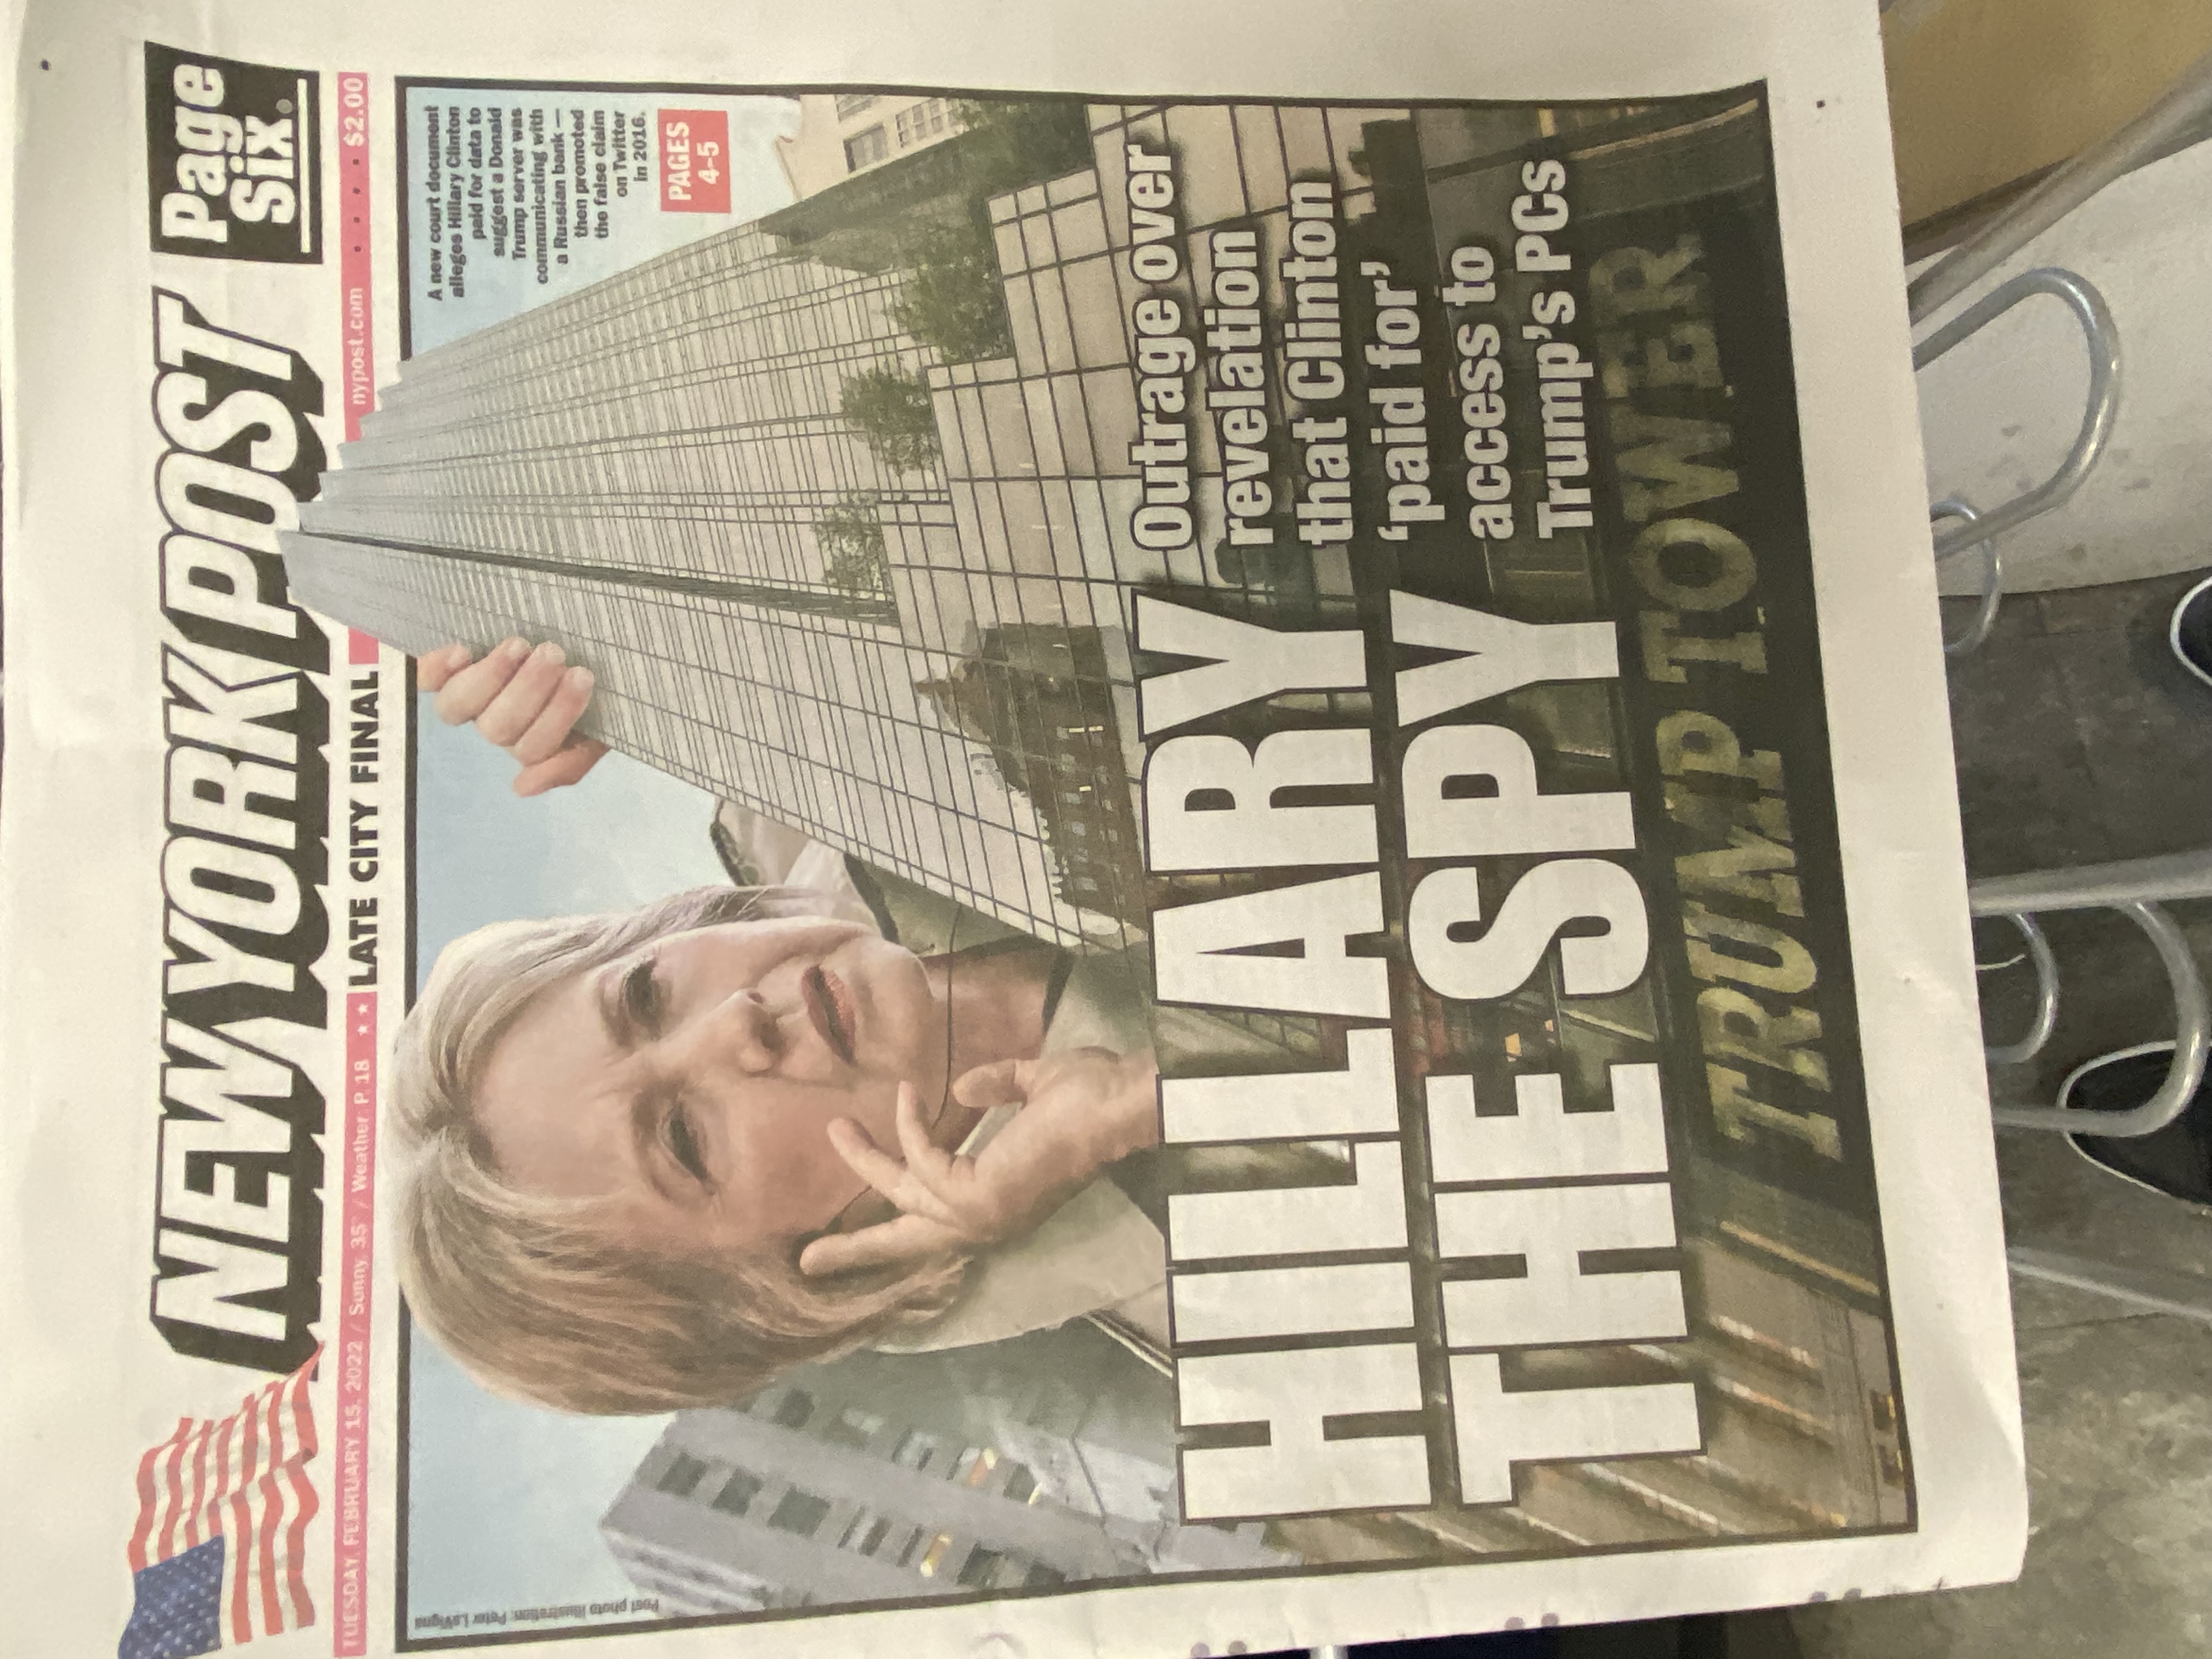 NEW YORK POST
Page
Six.
TUESDAY, FEBRUARY 15, 2022 / Sunny, 35° / Weather: P. 18 ★★ LATE CITY FINAL nypost.com . . . . . $2.00
A new court document
alleges Hillary Clinton
paid for data to
suggest a Donald
Trump server was
communicating with
a Russian bank —
then promoted
the false claim
on Twitter
in 2016.
PAGES
4-5
HILLARY
THE SPY
Outrage over
revelation
that Clinton
‘paid for’
access to
Trump’s PCs
TRUMP TOWER
Post photo illustration; Peter LaVigna